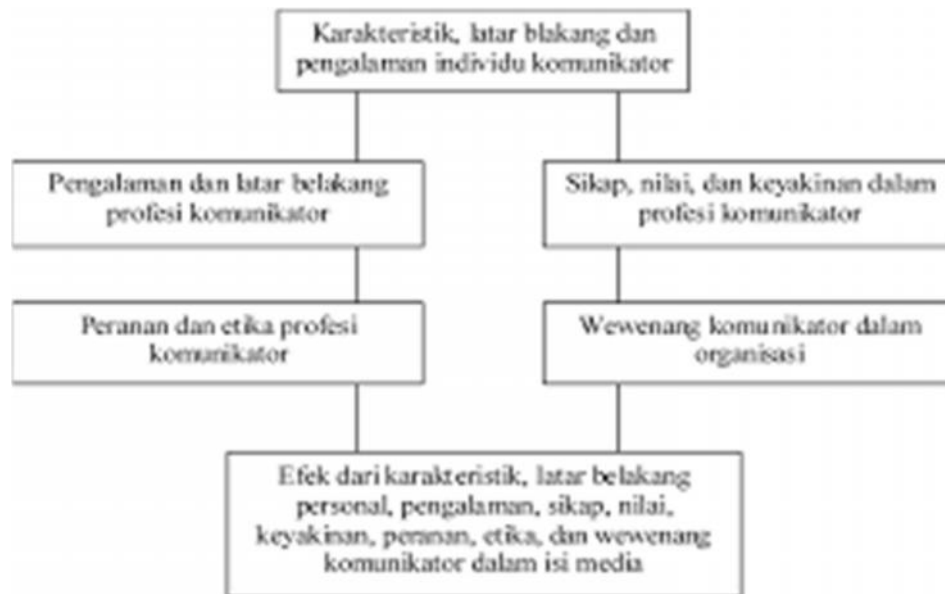 Karakteristik, latar blakang dan
pengalaman individu komunikator
Pengalaman dan latar belakang
profesi komunikator
Sikap, nilai, dan keyakinan dalam
profesi komunikator
Peranan dan etika profesi
komunikator
Wewenang komunikator dalam
organisasi
Efek dari karakteristik, latar belakang
personal, pengalaman, sikap, nilai,
keyakinan, peranan, etika, dan wewenang
komunikator dalam isi media